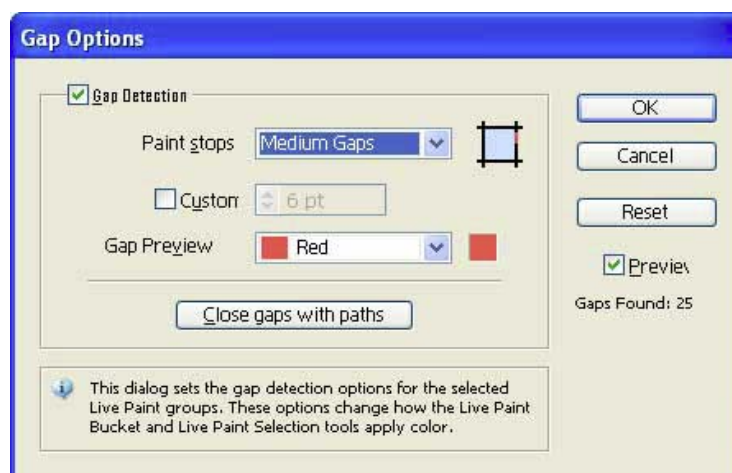 Gap Options
Gap Detection
Paint stops
Medium Gaps
Custom
6 pt
Gap Preview
Red
Close gaps with paths
OK
Cancel
Reset
Preview
Gaps Found: 25
This dialog sets the gap detection options for the selected
Live Paint groups. These options change how the Live Paint
Bucket and Live Paint Selection tools apply color.